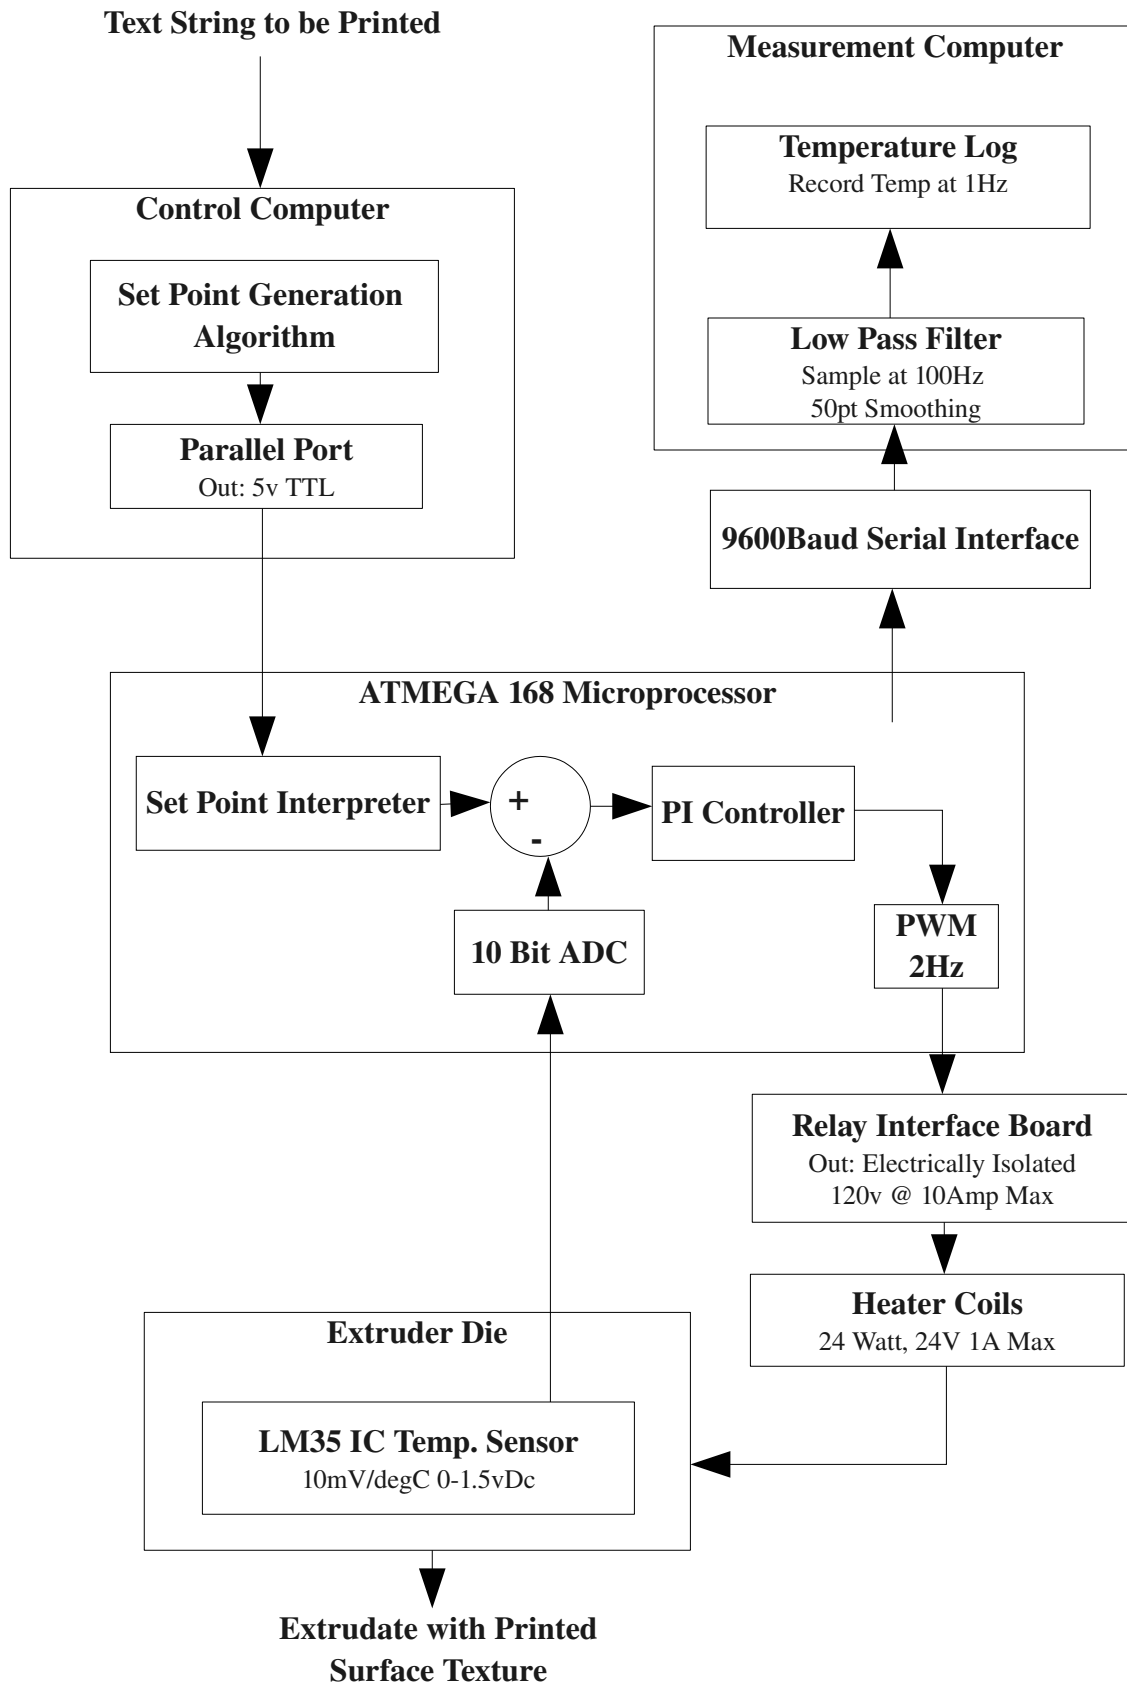 Text String to be Printed
Control Computer
Set Point Generation
Algorithm
Parallel Port
Out: 5v TTL
Measurement Computer
Temperature Log
Record Temp at 1Hz
Low Pass Filter
Sample at 100Hz
50pt Smoothing
9600Baud Serial Interface
ATMEGA 168 Microprocessor
Set Point Interpreter
+
-
PI Controller
10 Bit ADC
PWM
2Hz
Relay Interface Board
Out: Electrically Isolated
120v @ 10Amp Max
Heater Coils
24 Watt, 24V 1A Max
Extruder Die
LM35 IC Temp. Sensor
10mV/degC 0-1.5vDc
Extrudate with Printed
Surface Texture